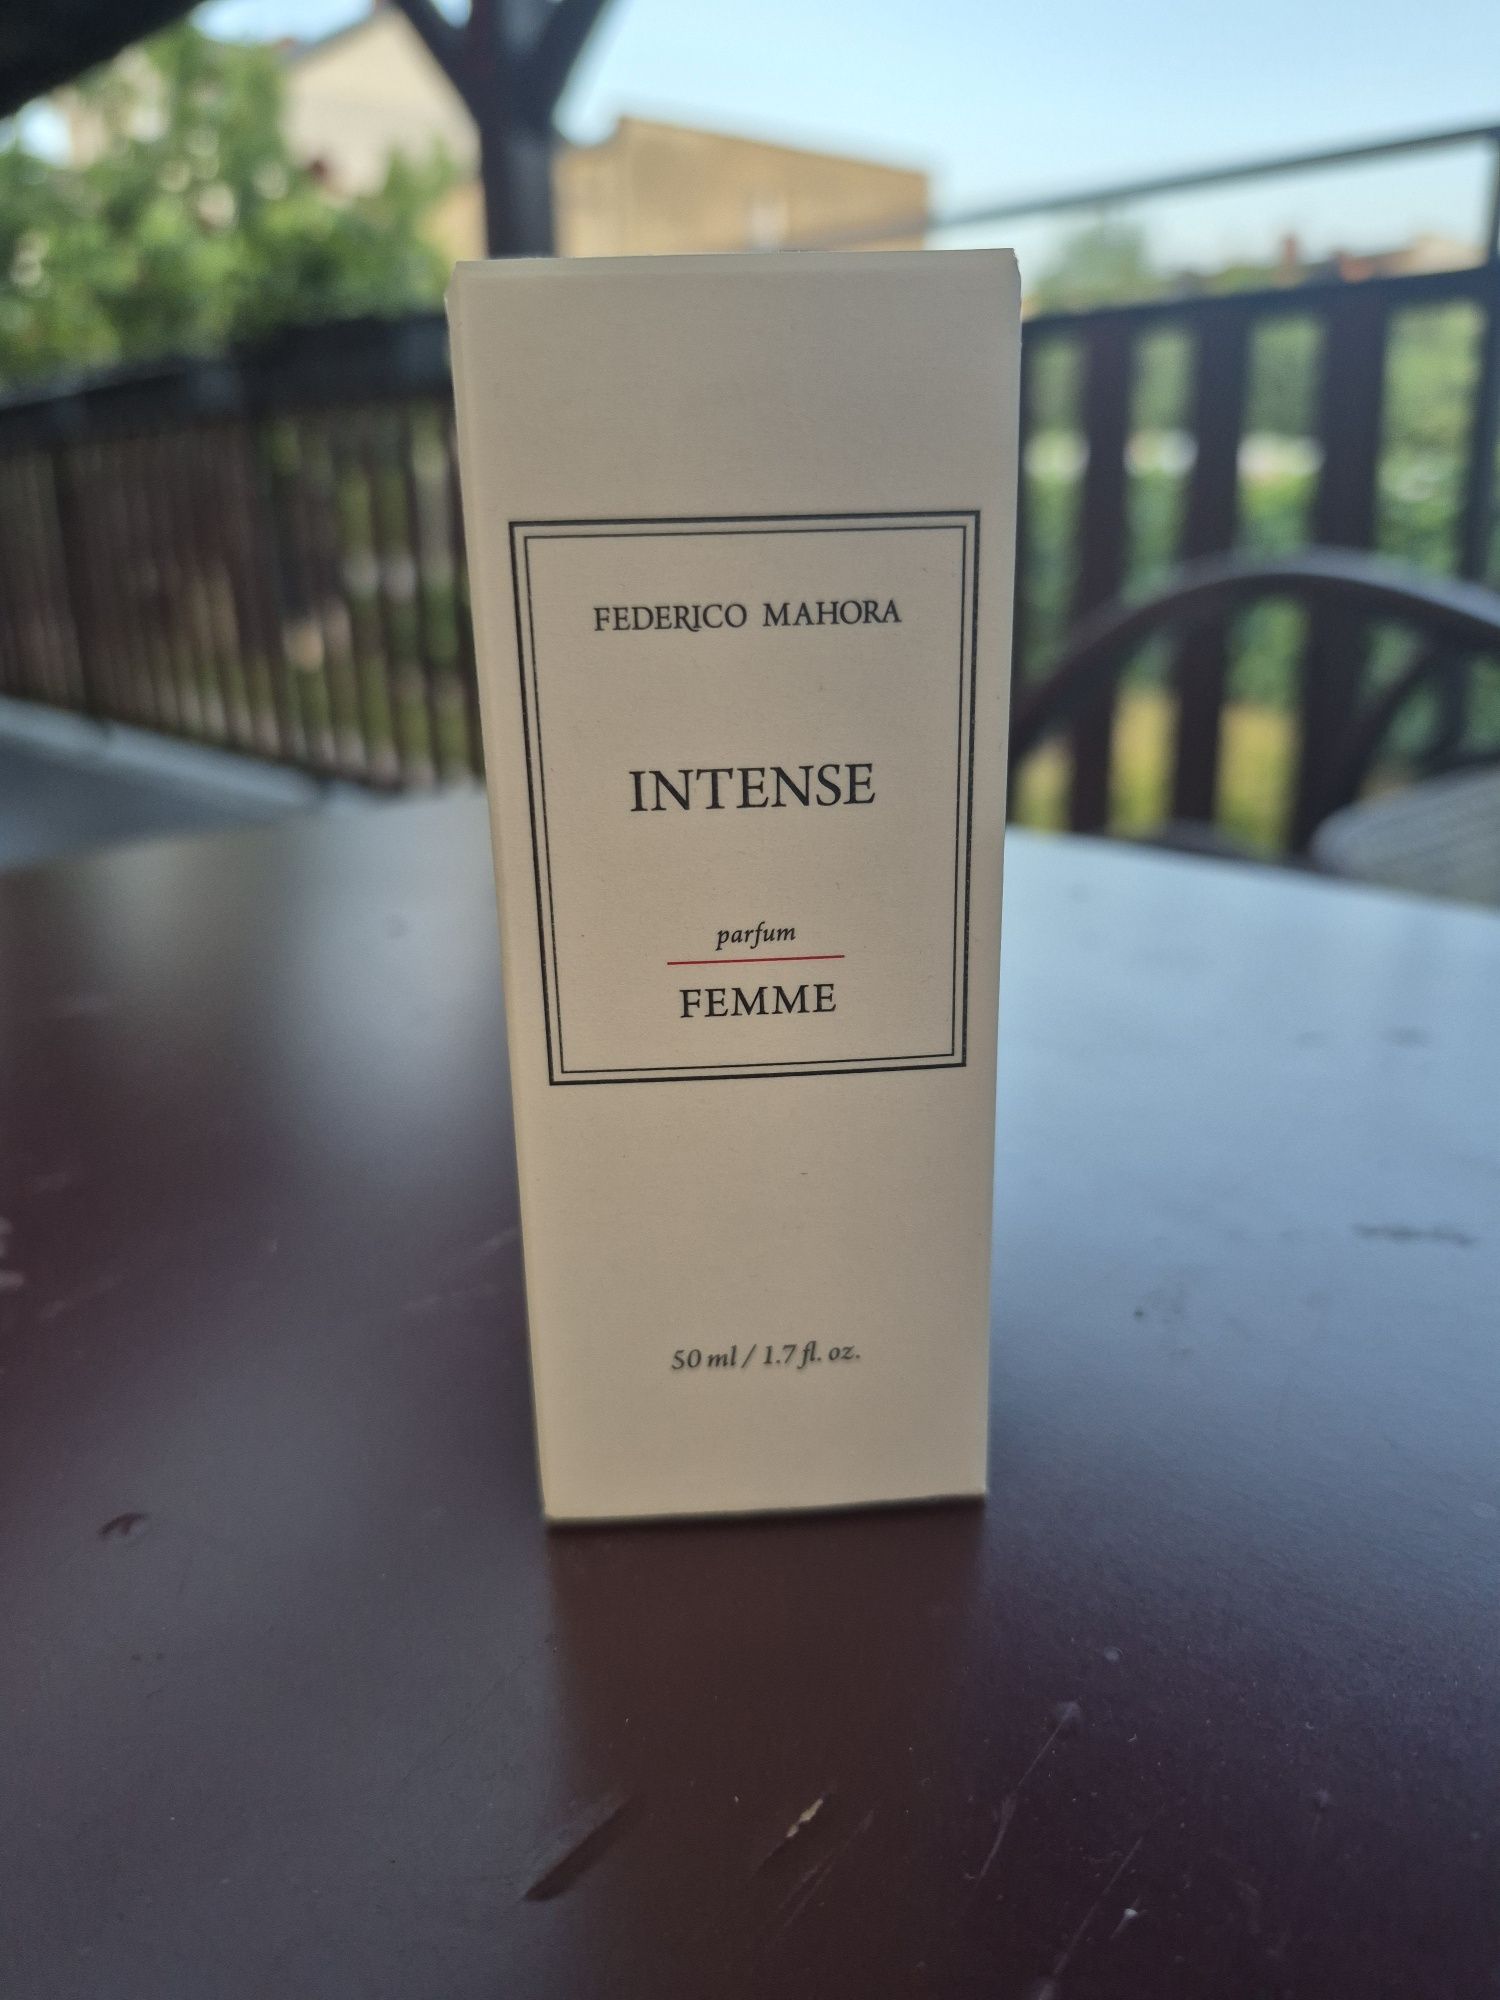 FEDERICO MAHORA
INTENSE
parfum
FEMME
50 ml / 1.7 fl. oz.